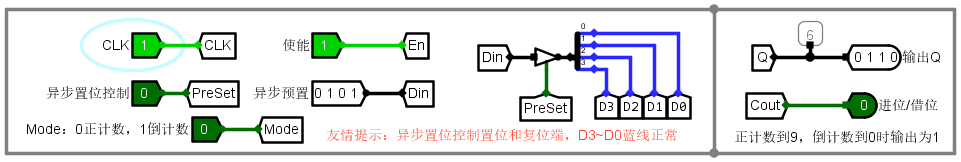 CLK 1 CLK
使能 1 En
异步置位控制 0 PreSet
异步预置 0 1 0 1 Din
Mode：0正计数，1倒计数 0 Mode
Din
PreSet
0
1
2
3
D3 D2 D1 D0
友情提示：异步置位控制置位和复位端，D3~D0蓝线正常
Q 6 0 1 1 0 输出Q
Cout 0 进位/借位
正计数到9，倒计数到0时输出为1